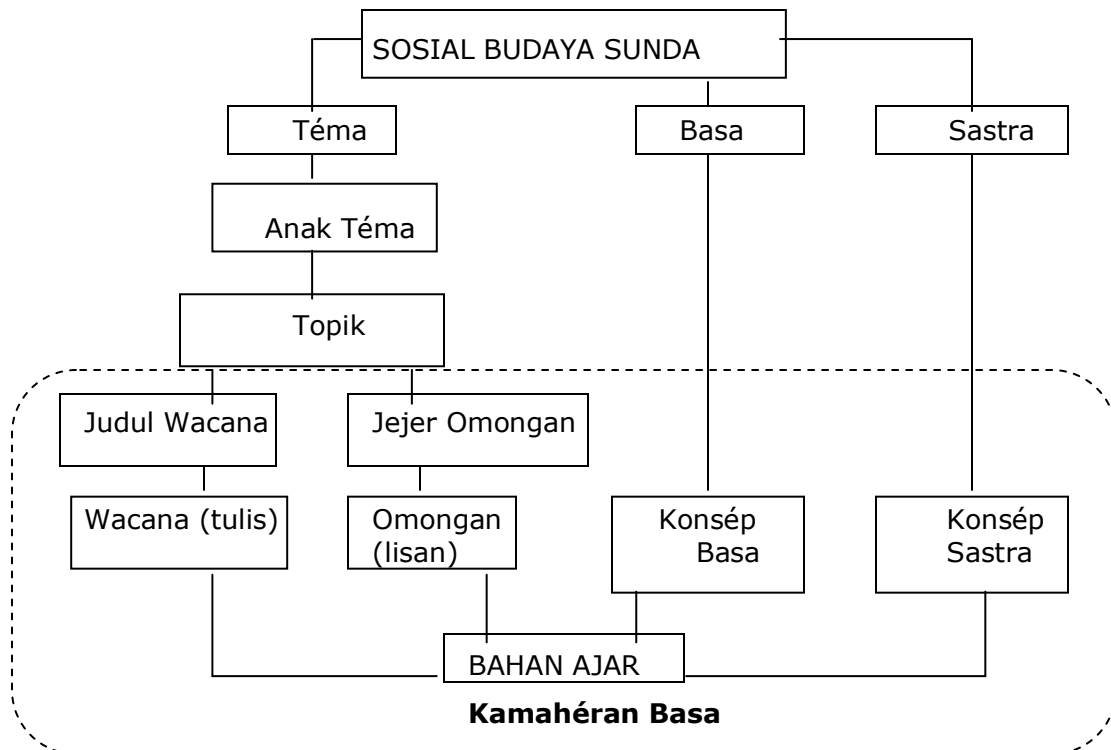 SOSIAL BUDAYA SUNDA
Téma
Basa
Sastra
Anak Téma
Topik
Judul Wacana
Jejer Omongan
Wacana (tulis)
Omongan
(lisan)
Konsép
Basa
Konsép
Sastra
BAHAN AJAR
Kamahéran Basa